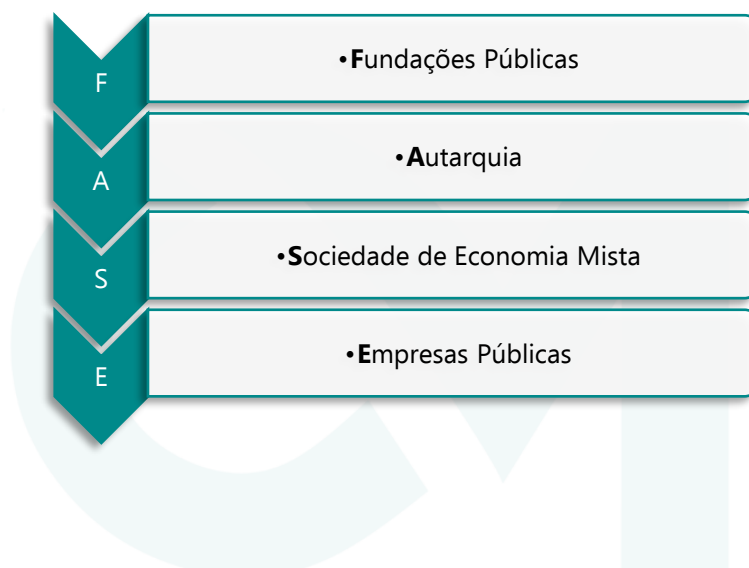 F
•Fundações Públicas
A
•Autarquia
S
•Sociedade de Economia Mista
E
•Empresas Públicas